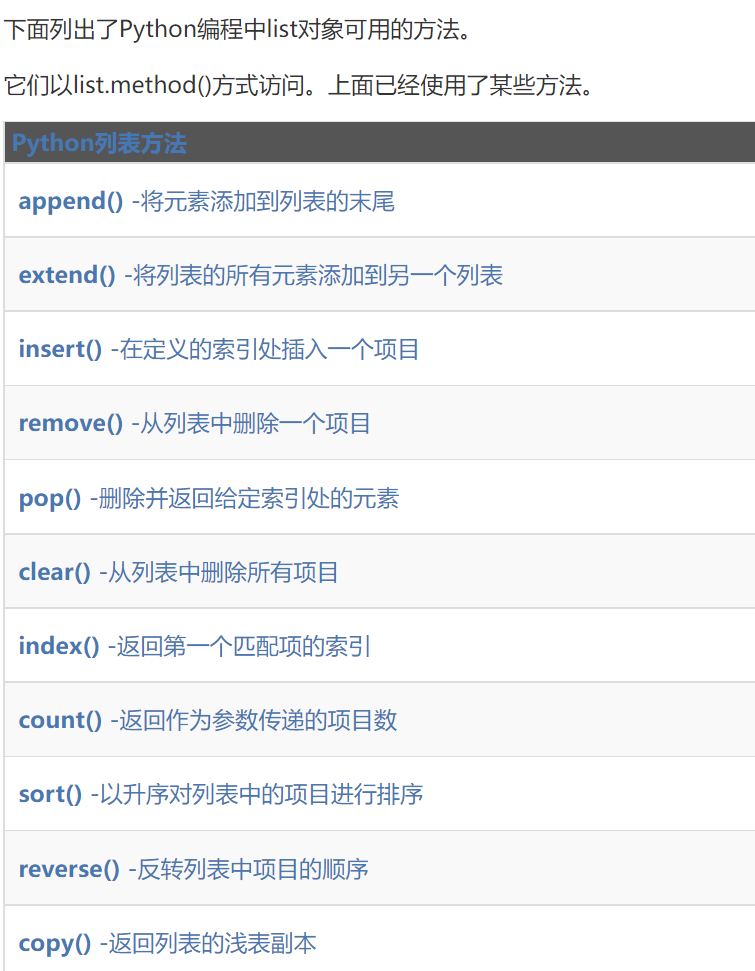 下面列出了Python编程中list对象可用的方法。
它们以list.method()方式访问。上面已经使用了某些方法。
Python列表方法
append() -将元素添加到列表的末尾
extend() -将列表的所有元素添加到另一个列表
insert() -在定义的索引处插入一个项目
remove() -从列表中删除一个项目
pop() -删除并返回给定索引处的元素
clear() -从列表中删除所有项目
index() -返回第一个匹配项的索引
count() -返回作为参数传递的项目数
sort() -以升序对列表中的项目进行排序
reverse() -反转列表中项目的顺序
copy() -返回列表的浅表副本